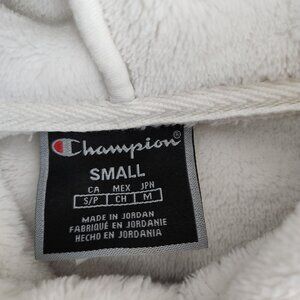 Champion®
SMALL
CA MEX JPN
S/P CH M
MADE IN JORDAN
FABRIQUÉ EN JORDANIE
HECHO EN JORDANIA